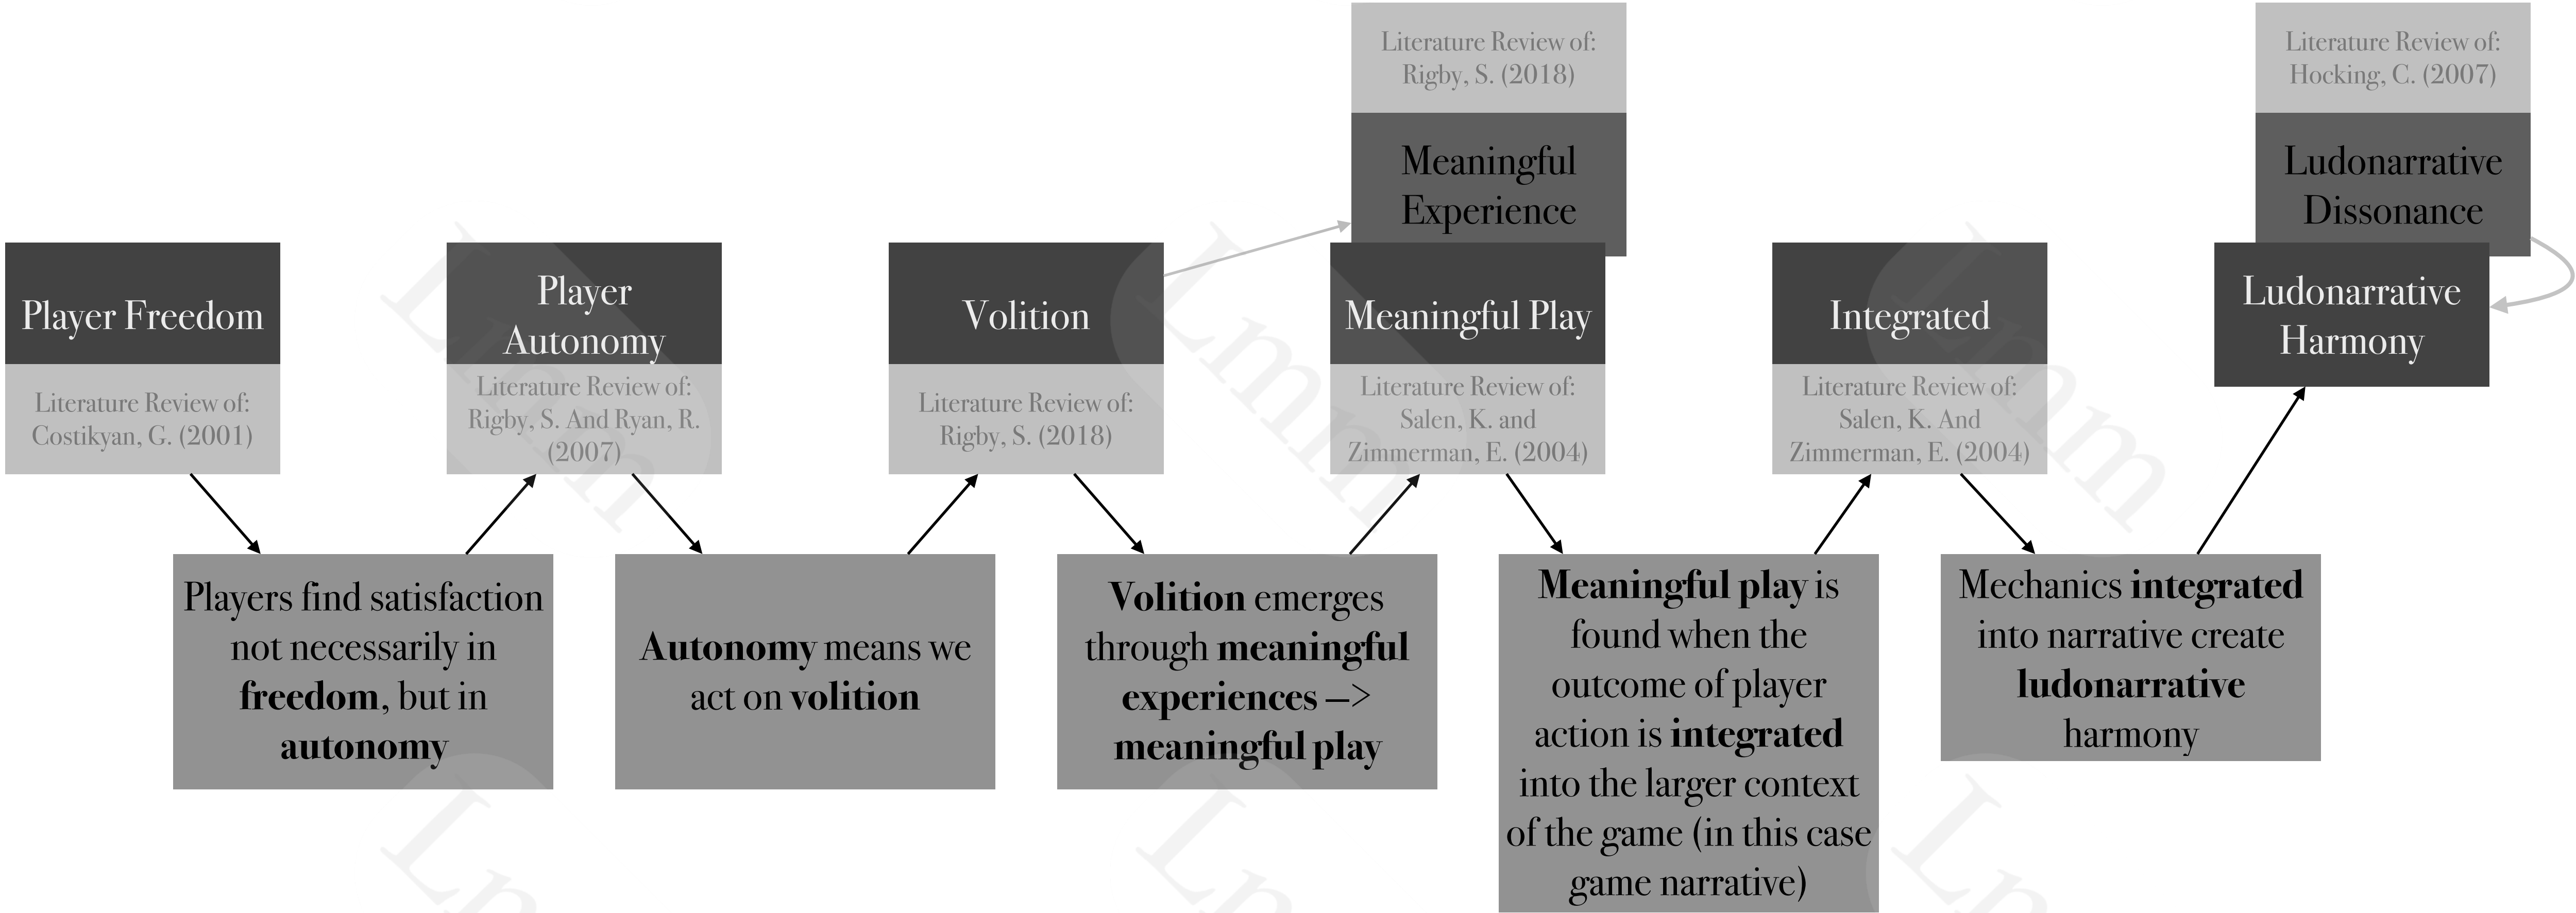 Literature Review of:
Rigby, S. (2018)
Meaningful
Experience
Literature Review of:
Hocking, C. (2007)
Ludonarrative
Dissonance
Player Freedom
Literature Review of:
Costikyan, G. (2001)
Player
Autonomy
Literature Review of:
Rigby, S. And Ryan, R.
(2007)
Volition
Literature Review of:
Rigby, S. (2018)
Meaningful Play
Literature Review of:
Salen, K. and
Zimmerman, E. (2004)
Integrated
Literature Review of:
Salen, K. And
Zimmerman, E. (2004)
Ludonarrative
Harmony
Players find satisfaction
not necessarily in
freedom, but in
autonomy
Autonomy means we
act on volition
Volition emerges
through meaningful
experiences –>
meaningful play
Meaningful play is
found when the
outcome of player
action is integrated
into the larger context
of the game (in this case
game narrative)
Mechanics integrated
into narrative create
ludonarrative
harmony